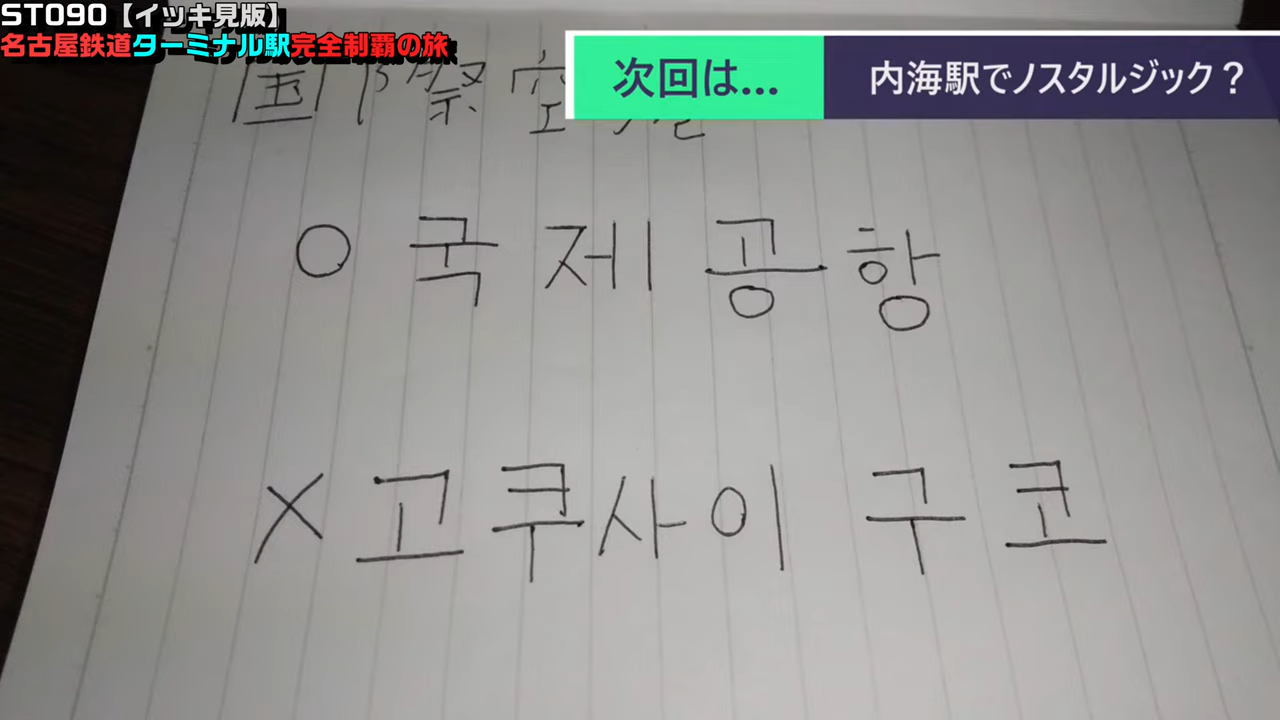 ST090【イッキ見版】
名古屋鉄道ターミナル駅完全制覇の旅
次回は... 内海駅でノスタルジック？
国際空港
○ 국제공항
× 고쿠사이 구코